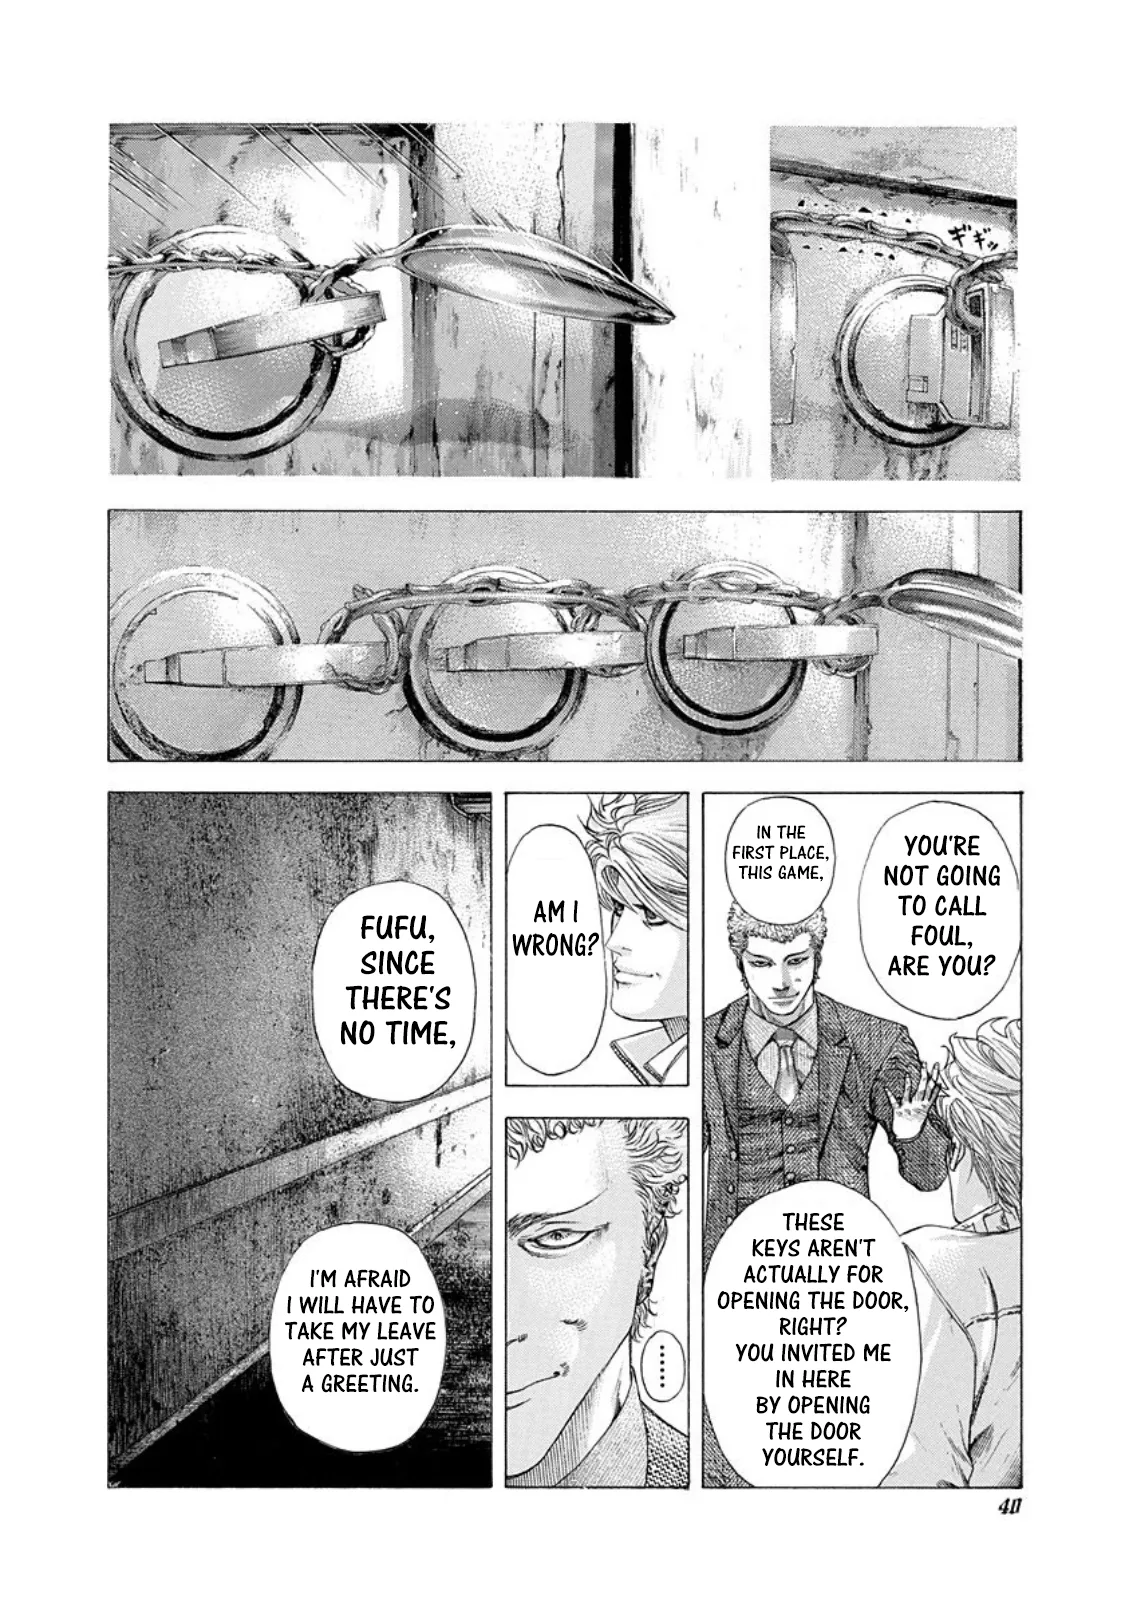 ギギッ
YOU'RE
NOT GOING
TO CALL
FOUL,
ARE YOU?
IN THE
FIRST PLACE,
THIS GAME,
THESE
KEYS AREN'T
ACTUALLY FOR
OPENING THE DOOR,
RIGHT?
YOU INVITED ME
IN HERE
BY OPENING
THE DOOR
YOURSELF.
AM I
WRONG?
......
FUFU,
SINCE
THERE'S
NO TIME,
I'M AFRAID
I WILL HAVE TO
TAKE MY LEAVE
AFTER JUST
A GREETING.